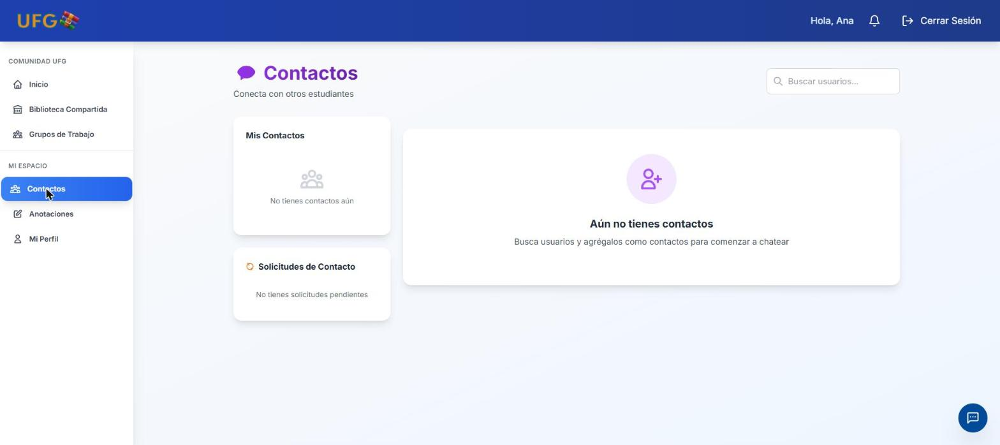 UFG
Hola, Ana
Cerrar Sesión
COMUNIDAD UFG
Inicio
Biblioteca Compartida
Grupos de Trabajo
MI ESPACIO
Contactos
Anotaciones
Mi Perfil
Contactos
Conecta con otros estudiantes
Buscar usuarios...
Mis Contactos
No tienes contactos aún
Solicitudes de Contacto
No tienes solicitudes pendientes
Aún no tienes contactos
Busca usuarios y agrégalos como contactos para comenzar a chatear